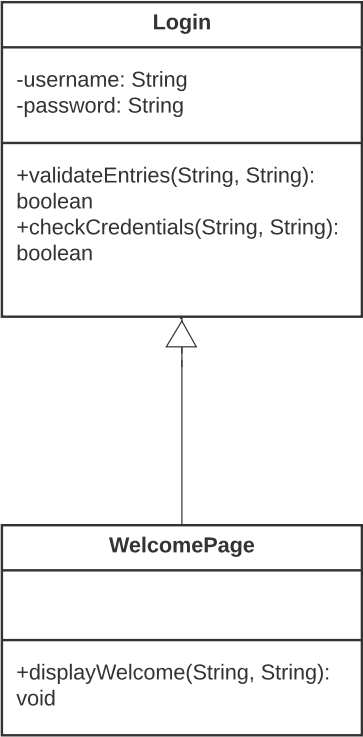 Login
-username: String
-password: String
+validateEntries(String, String):
boolean
+checkCredentials(String, String):
boolean
WelcomePage
+displayWelcome(String, String):
void